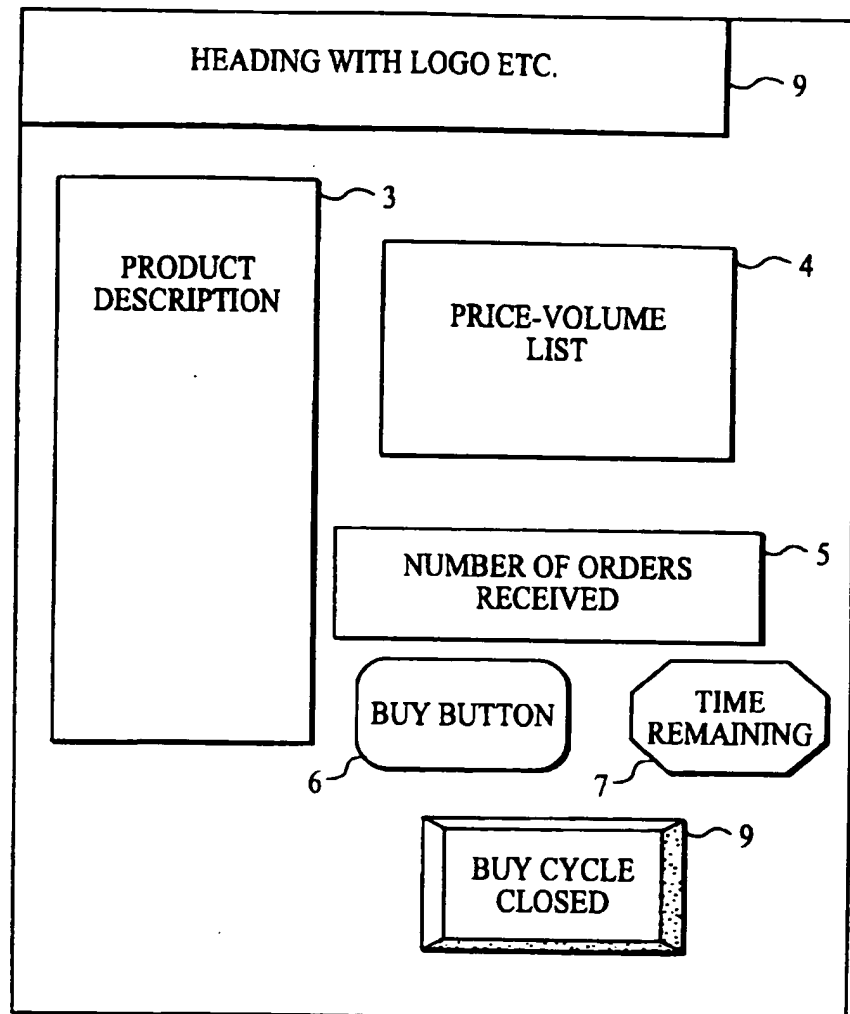 HEADING WITH LOGO ETC.
9
3
PRODUCT
DESCRIPTION
4
PRICE-VOLUME
LIST
5
NUMBER OF ORDERS
RECEIVED
BUY BUTTON
6
TIME
REMAINING
7
9
BUY CYCLE
CLOSED